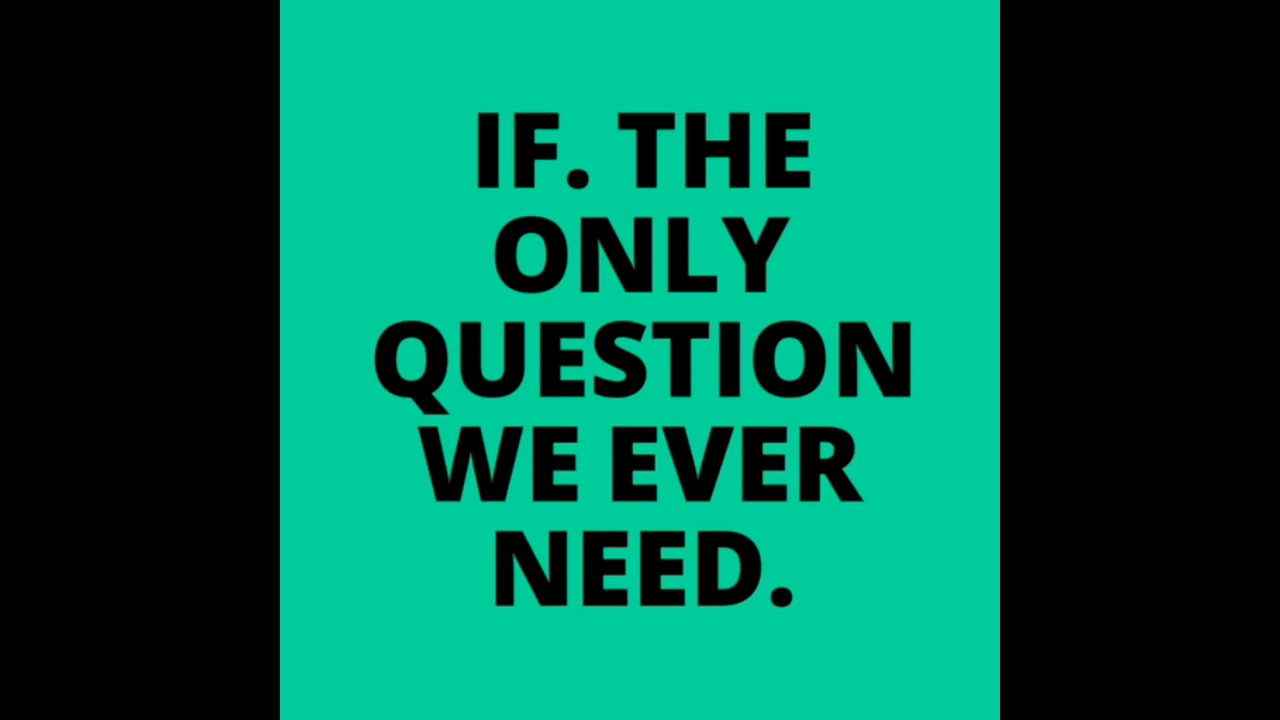 IF. THE
ONLY
QUESTION
WE EVER
NEED.